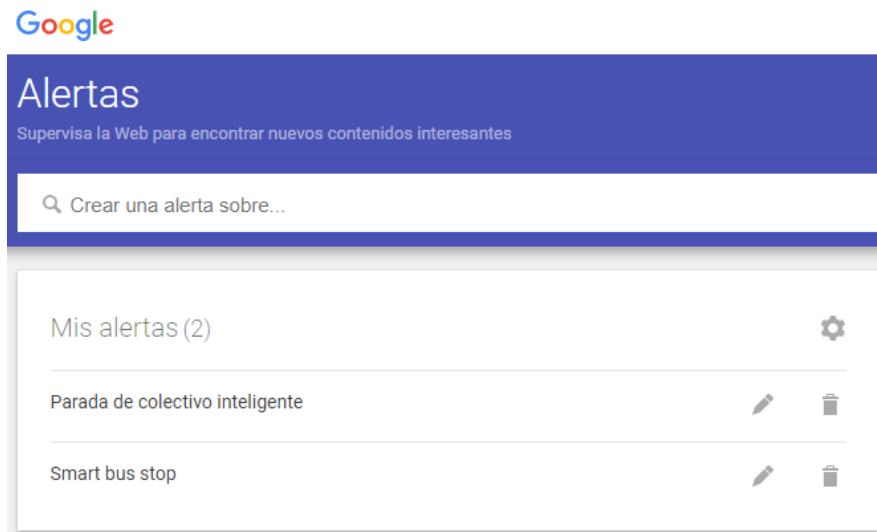 Google
Alertas
Supervisa la Web para encontrar nuevos contenidos interesantes
Crear una alerta sobre...
Mis alertas (2)
Parada de colectivo inteligente
Smart bus stop